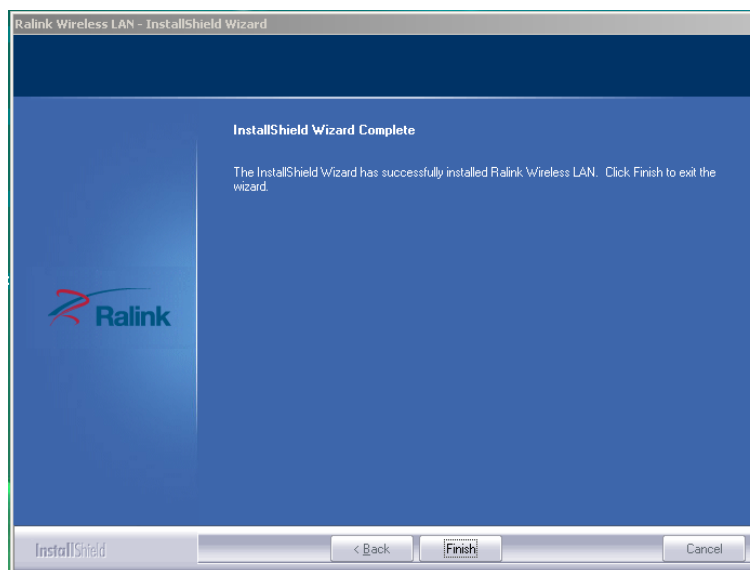 Ralink Wireless LAN - InstallShield Wizard
InstallShield Wizard Complete
The InstallShield Wizard has successfully installed Ralink Wireless LAN. Click Finish to exit the
wizard.
Ralink
InstallShield
< Back
Finish
Cancel